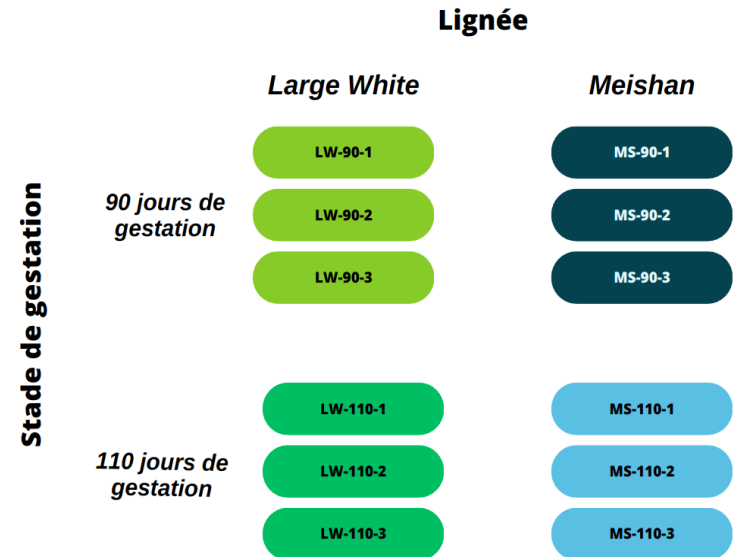 Lignée
Large White
Meishan
Stade de gestation
90 jours de
gestation
LW-90-1
MS-90-1
LW-90-2
MS-90-2
LW-90-3
MS-90-3
110 jours de
gestation
LW-110-1
MS-110-1
LW-110-2
MS-110-2
LW-110-3
MS-110-3